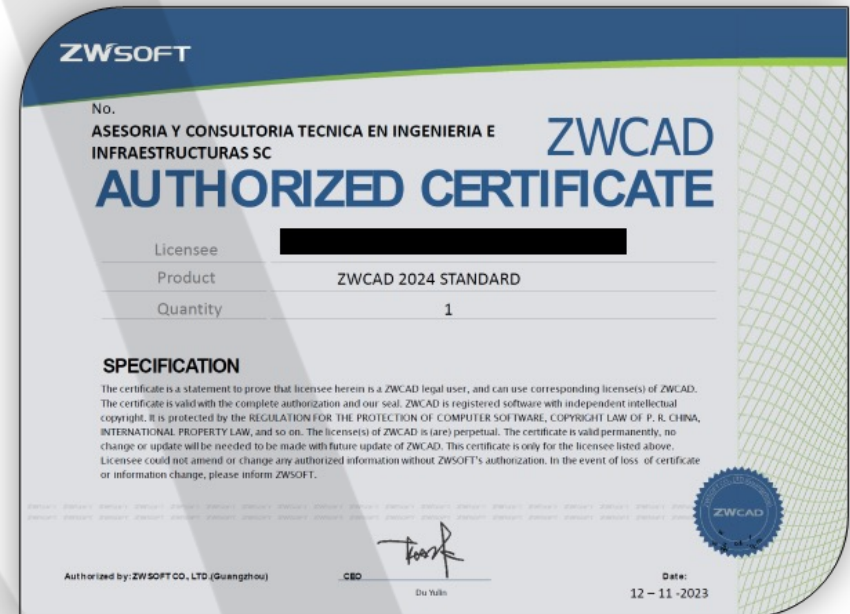 ZWSOFT
No.
ASESORIA Y CONSULTORIA TECNICA EN INGENIERIA E
INFRAESTRUCTURAS SC
ZWCAD
AUTHORIZED CERTIFICATE
Licensee
Product ZWCAD 2024 STANDARD
Quantity 1
SPECIFICATION
The certificate is a statement to prove that licensee herein is a ZWCAD legal user, and can use corresponding license(s) of ZWCAD.
The certificate is valid with the complete authorization and our seal. ZWCAD is registered software with independent intellectual
copyright. It is protected by the REGULATION FOR THE PROTECTION OF COMPUTER SOFTWARE, COPYRIGHT LAW OF P. R. CHINA,
INTERNATIONAL PROPERTY LAW, and so on. The license(s) of ZWCAD is (are) perpetual. The certificate is valid permanently, no
change or update will be needed to be made with future update of ZWCAD. This certificate is only for the licensee listed above.
Licensee could not amend or change any authorized information without ZWSOFT's authorization. In the event of loss of certificate
or information change, please inform ZWSOFT.
ZWCAD
Authorized by: ZWSOFT CO., LTD.(Guangzhou) CEO Date:
Du Yulin 12 – 11 -2023